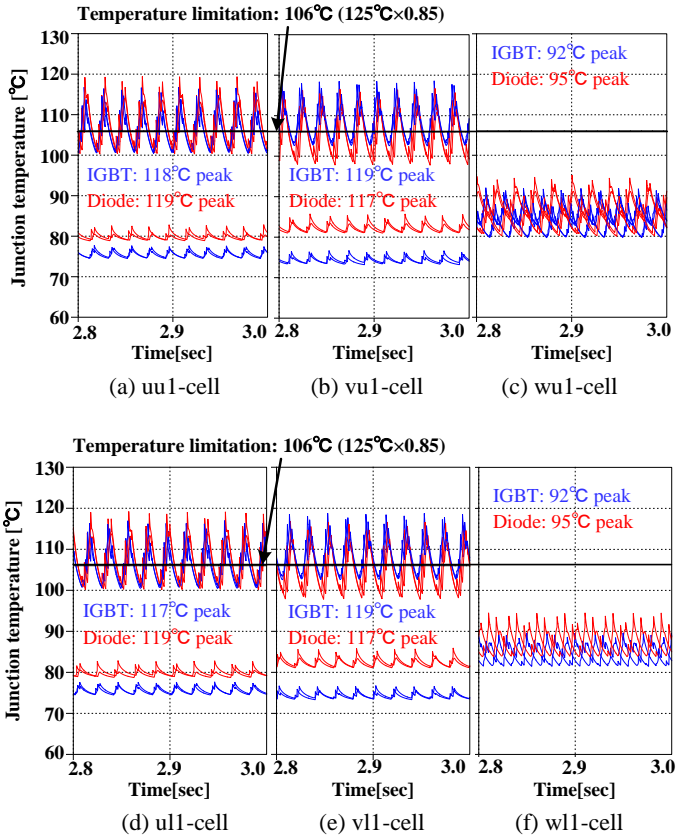 Temperature limitation: 106℃ (125℃×0.85)
Junction temperature [℃]
130
120
110
100
90
80
70
60
IGBT: 118℃ peak
Diode: 119℃ peak
IGBT: 119℃ peak
Diode: 117℃ peak
IGBT: 92℃ peak
Diode: 95℃ peak
2.8 2.9 3.0
2.8 2.9 3.0
2.8 2.9 3.0
Time[sec] Time[sec] Time[sec]
(a) uu1-cell (b) vu1-cell (c) wu1-cell
Temperature limitation: 106℃ (125℃×0.85)
Junction temperature [℃]
130
120
110
100
90
80
70
60
IGBT: 117℃ peak
Diode: 119℃ peak
IGBT: 119℃ peak
Diode: 117℃ peak
IGBT: 92℃ peak
Diode: 95℃ peak
2.8 2.9 3.0
2.8 2.9 3.0
2.8 2.9 3.0
Time[sec] Time[sec] Time[sec]
(d) ul1-cell (e) vl1-cell (f) wl1-cell